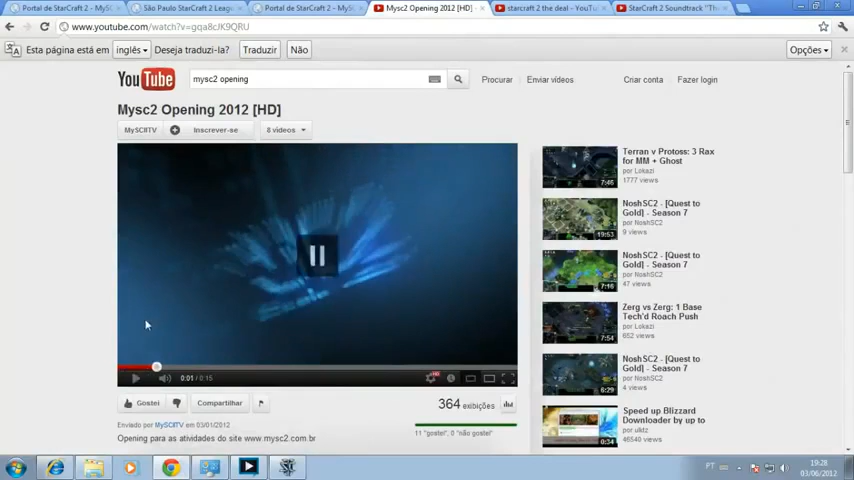 Portal de StarCraft 2 - MySC
São Paulo StarCraft 2 Leag
Portal de StarCraft 2 - MySC
Mysc2 Opening 2012 [HD] -
starcraft 2 the deal - YouTu
StarCraft 2 Soundtrack "The
www.youtube.com/watch?v=gqa8cJK9QRU
Esta página está em inglês Deseja traduzi-la? Traduzir Não Opções
YouTube mysc2 opening Procurar Enviar vídeos Criar conta Fazer login
Mysc2 Opening 2012 [HD]
MySCIITV Inscrever-se 8 vídeos
0:01 / 0:15
HD
Gostei Compartilhar 364 exibições
Enviado por MySCIITV em 03/01/2012
11 "gostei", 0 "não gostei"
Opening para as atividades do site www.mysc2.com.br
Terran v Protoss: 3 Rax
for MM + Ghost
por Lokazi
1777 views
7:46
NoshSC2 - [Quest to
Gold] - Season 7
por NoshSC2
9 views
19:53
NoshSC2 - [Quest to
Gold] - Season 7
por NoshSC2
47 views
7:16
Zerg vs Zerg: 1 Base
Tech'd Roach Push
por Lokazi
652 views
7:54
NoshSC2 - [Quest to
Gold] - Season 7
por NoshSC2
4 views
6:29
Speed up Blizzard
Downloader by up to
46540 views
0:34
PT
19:28
03/06/2012